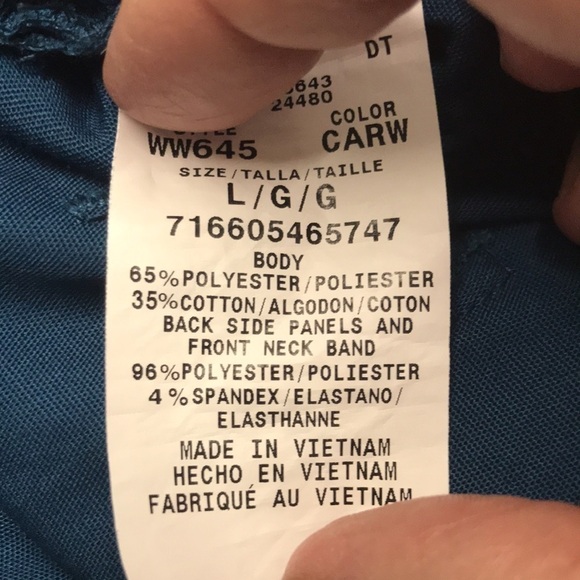 DT
643
24480
STYLE COLOR
WW645 CARW
SIZE/TALLA/TAILLE
L/G/G
716605465747
BODY
65%POLYESTER/POLIESTER
35%COTTON/ALGODON/COTON
BACK SIDE PANELS AND
FRONT NECK BAND
96%POLYESTER/POLIESTER
4%SPANDEX/ELASTANO/
ELASTHANNE
MADE IN VIETNAM
HECHO EN VIETNAM
FABRIQUÉ AU VIETNAM